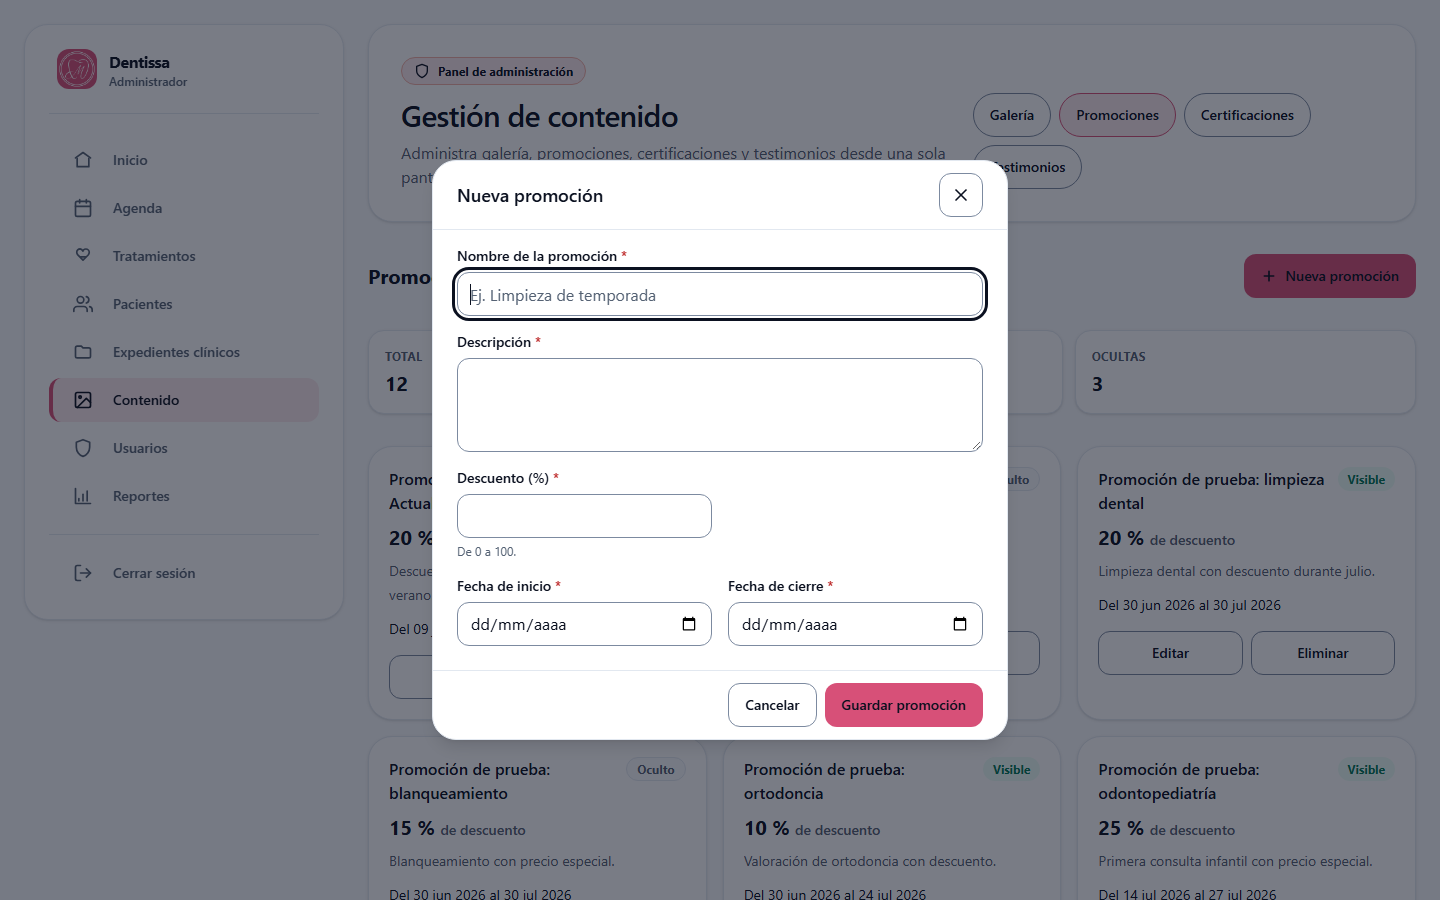 Dentissa
Administrador
Inicio
Agenda
Tratamientos
Pacientes
Expedientes clínicos
Contenido
Usuarios
Reportes
Cerrar sesión
Panel de administración
Gestión de contenido
Administra galería, promociones, certificaciones y testimonios desde una sola
Galería
Promociones
Certificaciones
Nueva promoción
TOTAL
12
OCULTAS
3
Nueva promoción
Nombre de la promoción *
Ej. Limpieza de temporada
Descripción *
Descuento (%) *
De 0 a 100.
Fecha de inicio *
Fecha de cierre *
dd/mm/aaaa
dd/mm/aaaa
Cancelar
Guardar promoción
20 %
Promoción de prueba: limpieza
dental
Visible
20 % de descuento
Limpieza dental con descuento durante julio.
Del 30 jun 2026 al 30 jul 2026
Editar
Eliminar
Promoción de prueba:
blanqueamiento
Oculto
15 % de descuento
Blanqueamiento con precio especial.
Del 30 jun 2026 al 30 jul 2026
Promoción de prueba:
ortodoncia
Visible
10 % de descuento
Valoración de ortodoncia con descuento.
Del 30 jun 2026 al 24 jul 2026
Promoción de prueba:
odontopediatría
Visible
25 % de descuento
Primera consulta infantil con precio especial.
Del 14 jul 2026 al 27 jul 2026